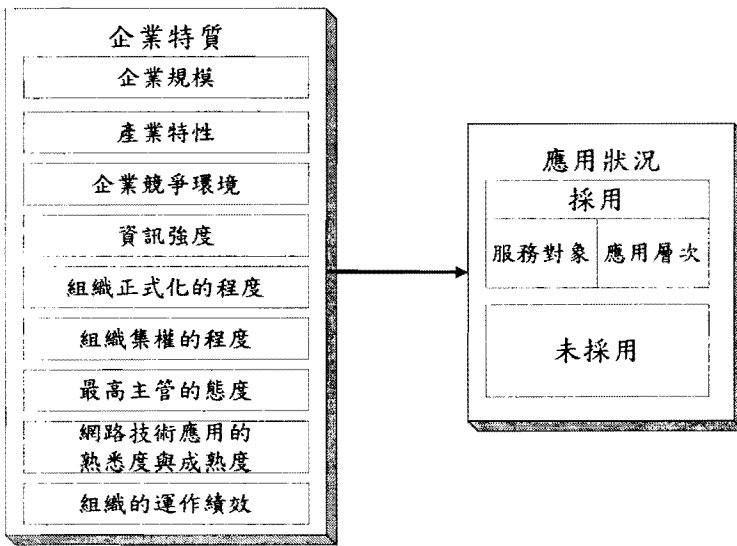 企業特質
企業規模
產業特性
企業競爭環境
資訊強度
組織正式化的程度
組織集權的程度
最高主管的態度
網路技術應用的
熟悉度與成熟度
組織的運作績效
應用狀況
採用
服務對象 應用層次
未採用